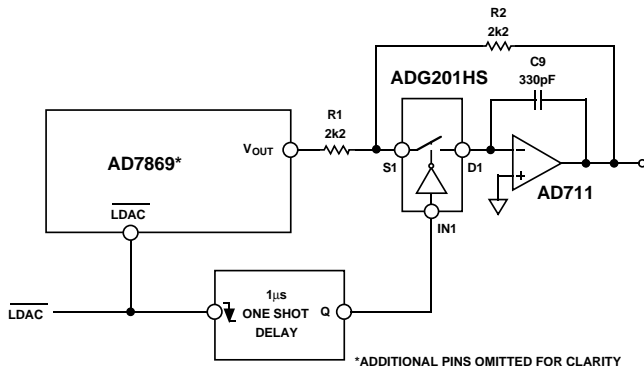 R2
2k2
C9
330pF
ADG201HS
R1
2k2
AD7869*
VOUT
S1
D1
–
+
AD711
LDAC
IN1
LDAC
1µs
ONE SHOT
DELAY
Q
*ADDITIONAL PINS OMITTED FOR CLARITY